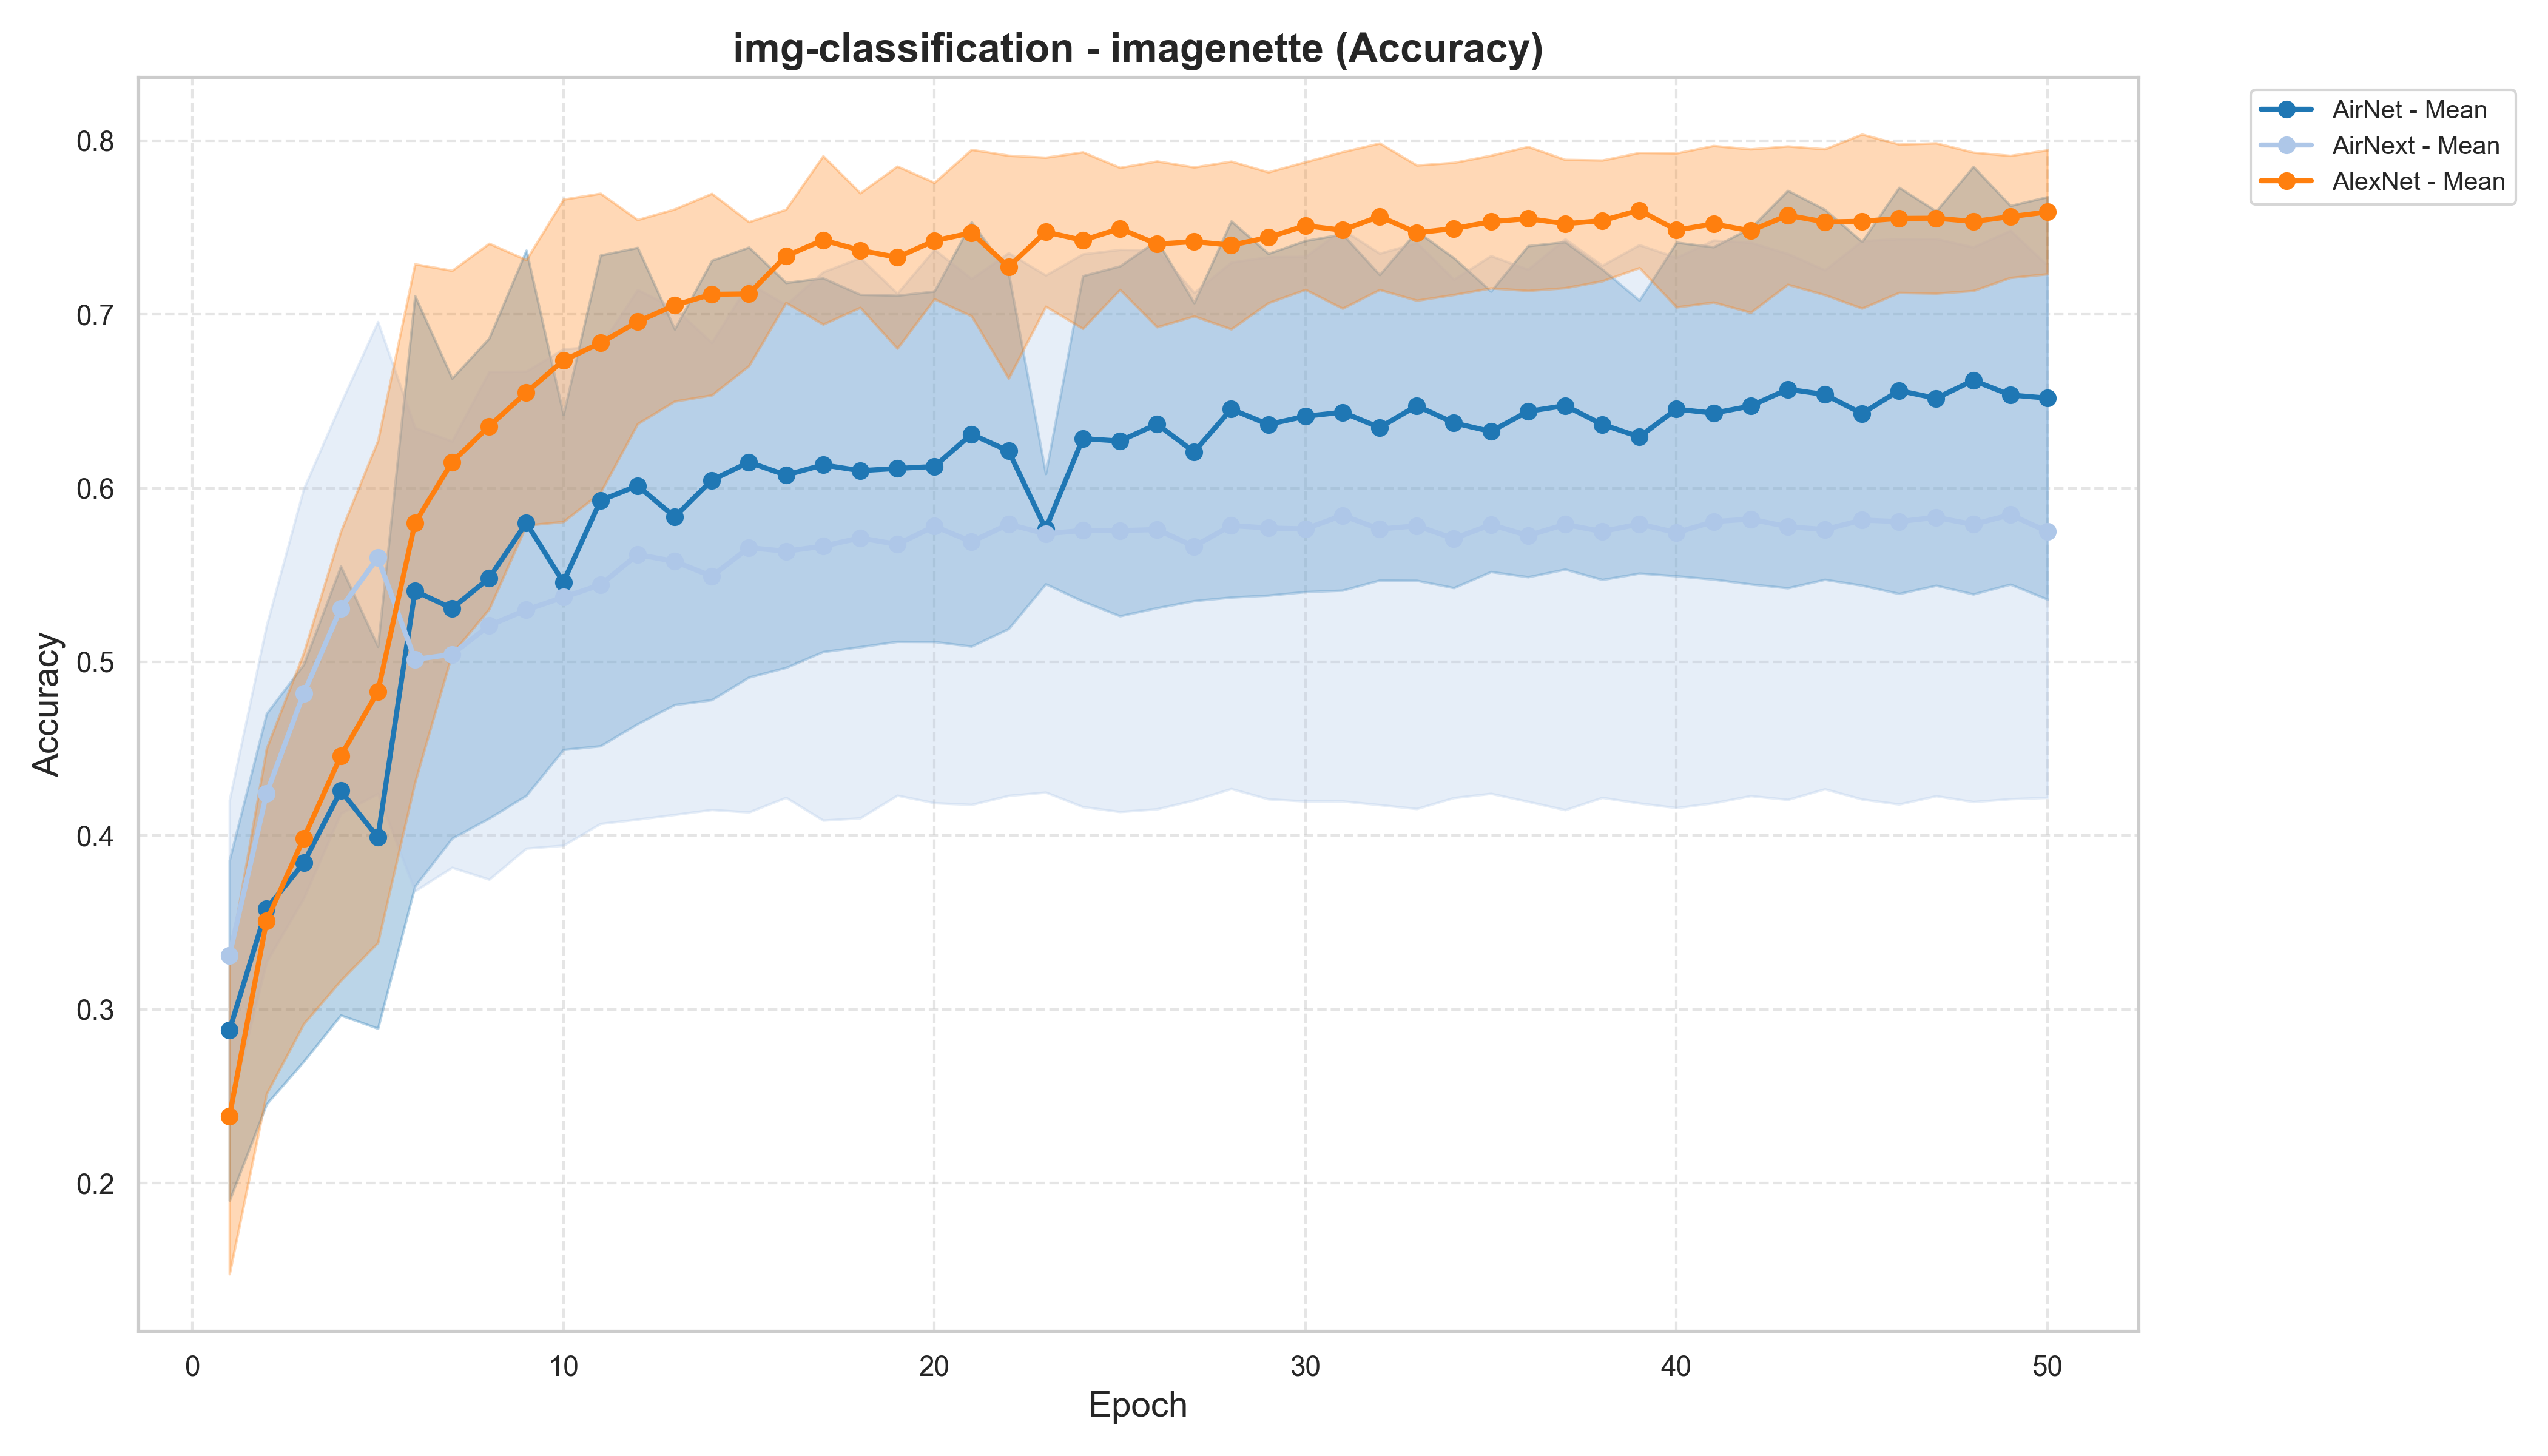 img-classification - imagenette (Accuracy)
AirNet - Mean
AirNext - Mean
AlexNet - Mean
Accuracy
0.8
0.7
0.6
0.5
0.4
0.3
0.2
0 10 20 30 40 50
Epoch